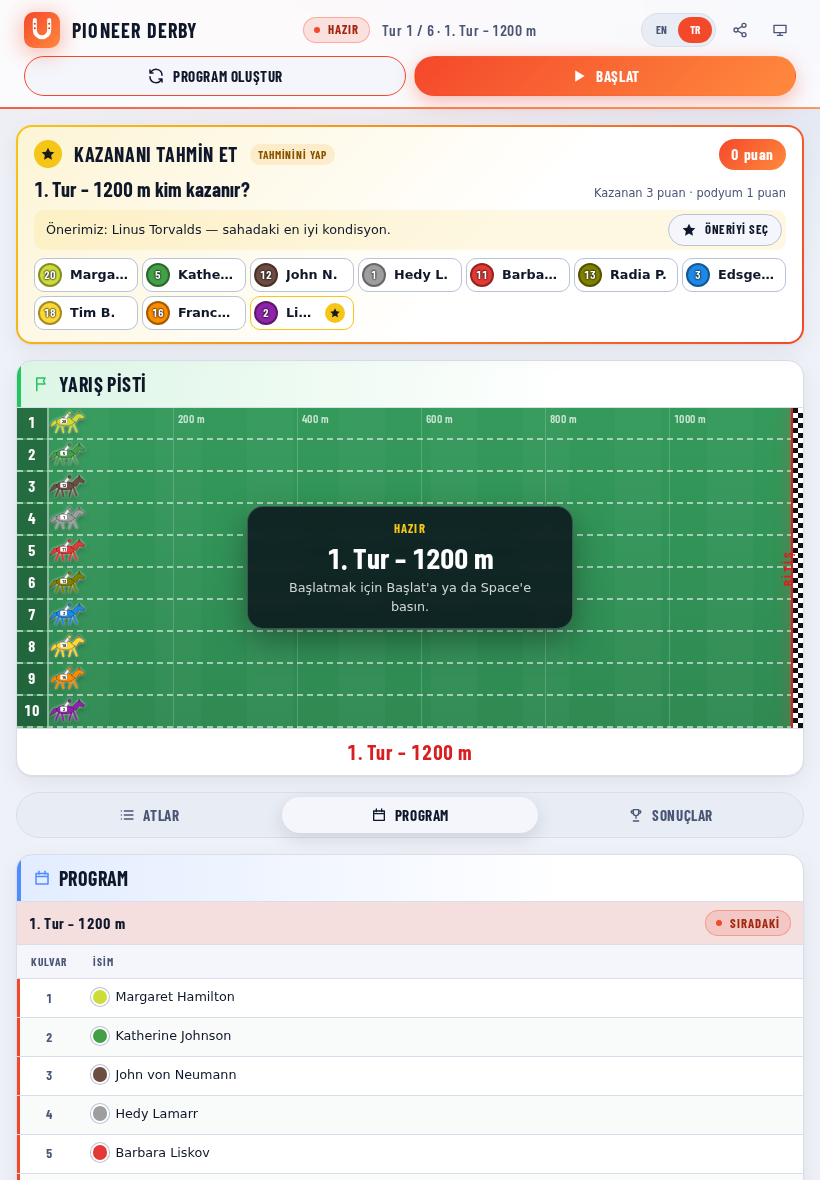 PIONEER DERBY
HAZIR
Tur 1 / 6 · 1. Tur – 1200 m
EN
TR
PROGRAM OLUŞTUR
BAŞLAT
KAZANANI TAHMİN ET
TAHMİNİNİ YAP
0 puan
1. Tur – 1200 m kim kazanır?
Kazanan 3 puan · podyum 1 puan
Önerimiz: Linus Torvalds — sahadaki en iyi kondisyon.
ÖNERİYİ SEÇ
20 Marga…
5 Kathe…
12 John N.
1 Hedy L.
11 Barba…
13 Radia P.
3 Edsge…
18 Tim B.
16 Franc…
2 Li…
YARIŞ PİSTİ
200 m
400 m
600 m
800 m
1000 m
1
2
3
4
5
6
7
8
9
10
HAZIR
1. Tur – 1200 m
Başlatmak için Başlat'a ya da Space'e
basın.
BİTİŞ
1. Tur – 1200 m
ATLAR
PROGRAM
SONUÇLAR
PROGRAM
1. Tur – 1200 m
SIRADAKİ
KULVAR
İSİM
1 Margaret Hamilton
2 Katherine Johnson
3 John von Neumann
4 Hedy Lamarr
5 Barbara Liskov